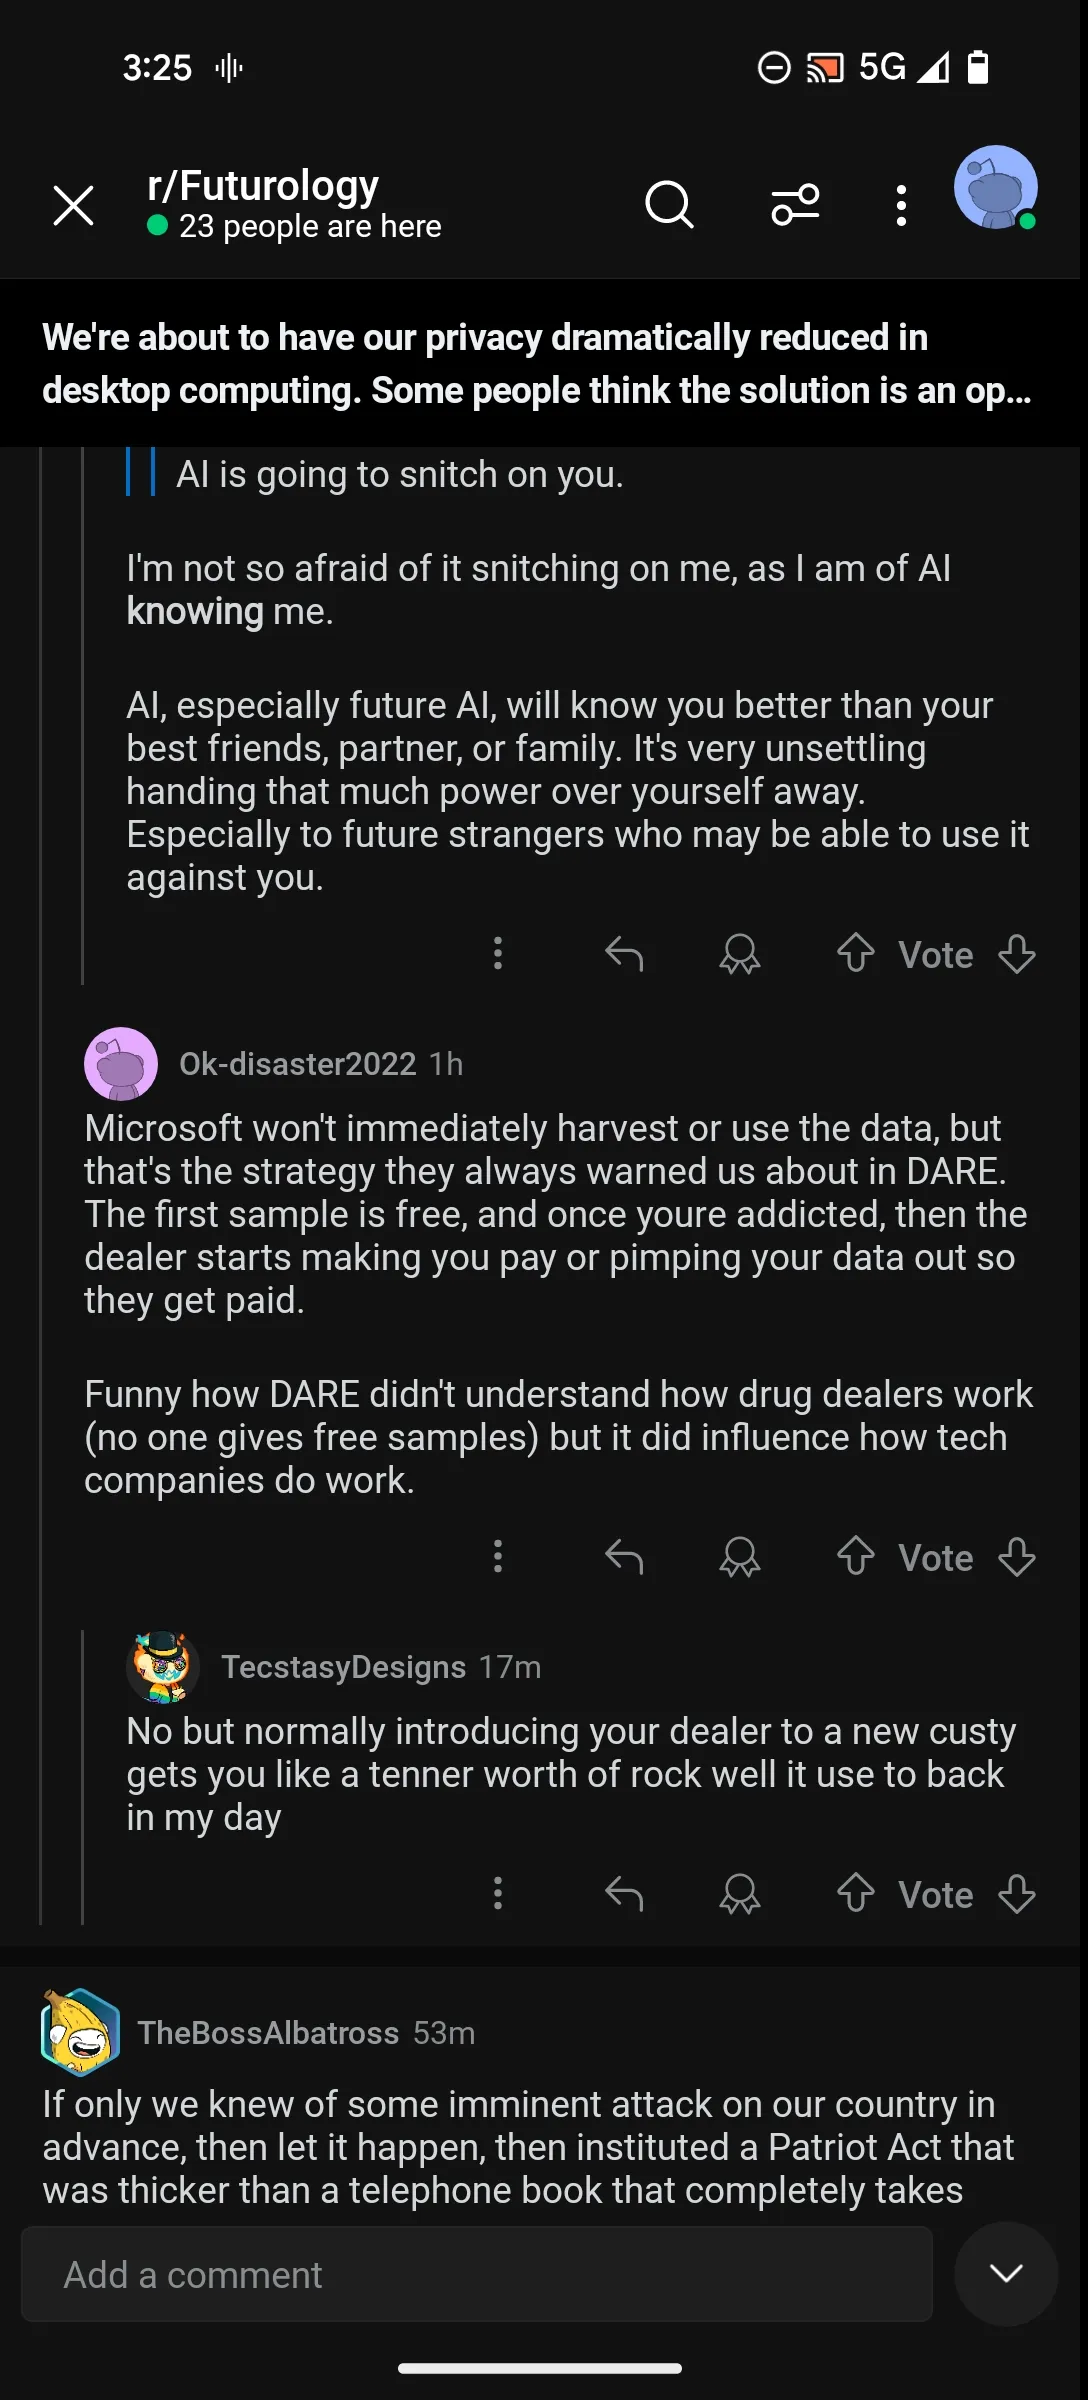 3:25
5G
r/Futurology
23 people are here
We're about to have our privacy dramatically reduced in
desktop computing. Some people think the solution is an op...
AI is going to snitch on you.
I'm not so afraid of it snitching on me, as I am of AI
knowing me.
AI, especially future AI, will know you better than your
best friends, partner, or family. It's very unsettling
handing that much power over yourself away.
Especially to future strangers who may be able to use it
against you.
Vote
Ok-disaster2022 1h
Microsoft won't immediately harvest or use the data, but
that's the strategy they always warned us about in DARE.
The first sample is free, and once youre addicted, then the
dealer starts making you pay or pimping your data out so
they get paid.
Funny how DARE didn't understand how drug dealers work
(no one gives free samples) but it did influence how tech
companies do work.
Vote
TecstasyDesigns 17m
No but normally introducing your dealer to a new custy
gets you like a tenner worth of rock well it use to back
in my day
Vote
TheBossAlbatross 53m
If only we knew of some imminent attack on our country in
advance, then let it happen, then instituted a Patriot Act that
was thicker than a telephone book that completely takes
Add a comment